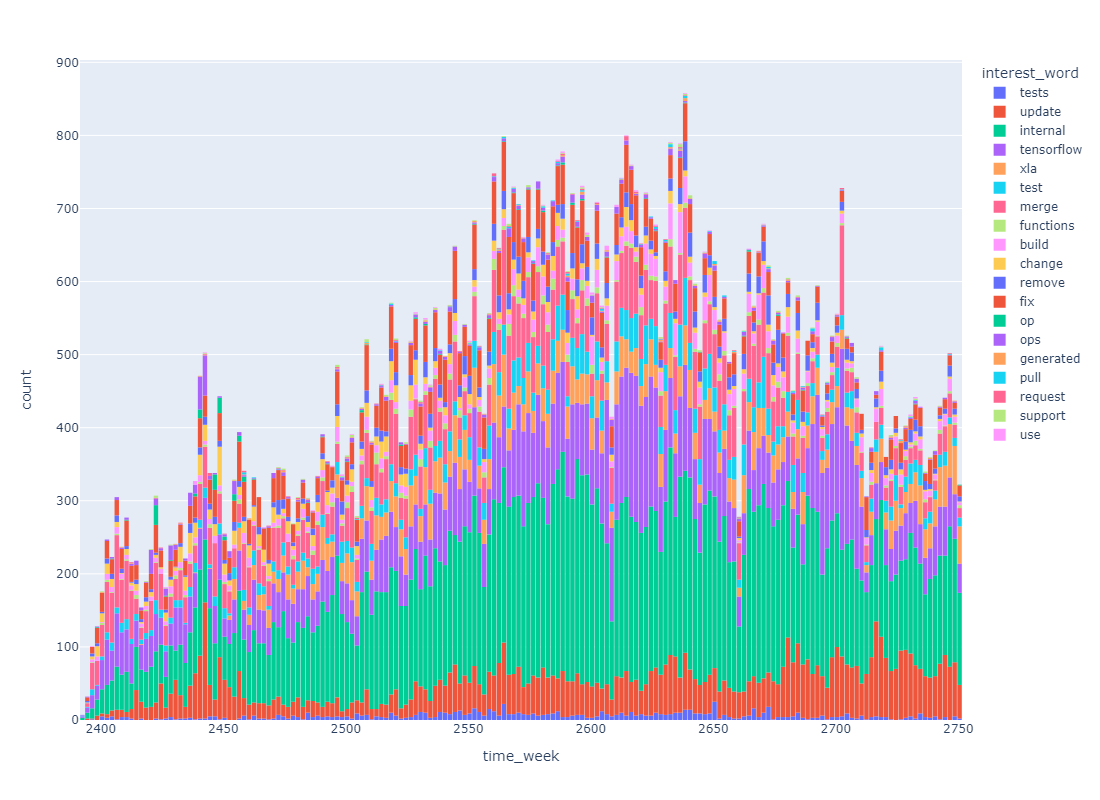 900
800
700
600
500
400
300
200
100
0
count
2400 2450 2500 2550 2600 2650 2700 2750
time_week
interest_word
tests
update
internal
tensorflow
xla
test
merge
functions
build
change
remove
fix
op
ops
generated
pull
request
support
use